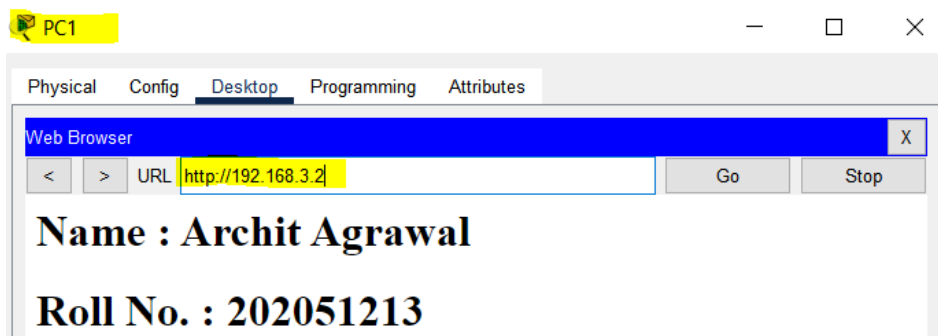 PC1
Physical Config Desktop Programming Attributes
Web Browser X
< > URL http://192.168.3.2 Go Stop
Name : Archit Agrawal
Roll No. : 202051213